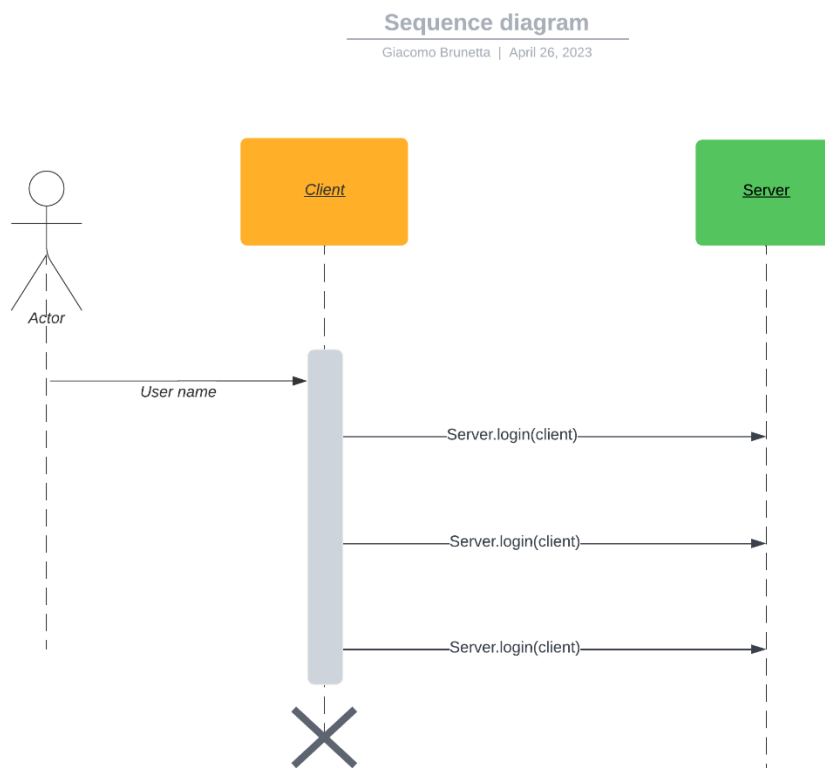 Sequence diagram
Giacomo Brunetta | April 26, 2023
Client
Server
Actor
User name
Server.login(client)
Server.login(client)
Server.login(client)